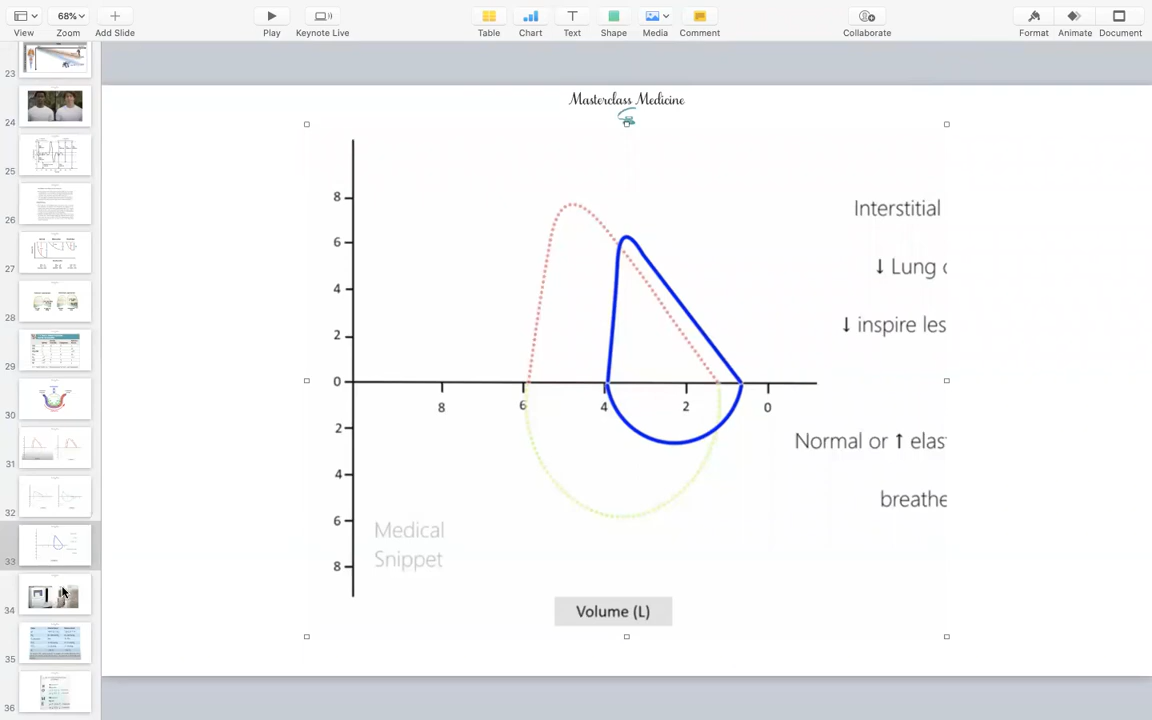 68%
View
Zoom
Add Slide
Play
Keynote Live
Table
Chart
Text
Shape
Media
Comment
Collaborate
Format
Animate
Document
23
24
25
26
27
28
29
30
31
32
33
34
35
36
Masterclass Medicine
8
6
4
2
0
8
6
4
2
0
2
4
6
8
Interstitial
↓ Lung
↓ inspire les
Normal or ↑ elas
breathe
Medical
Snippet
Volume (L)